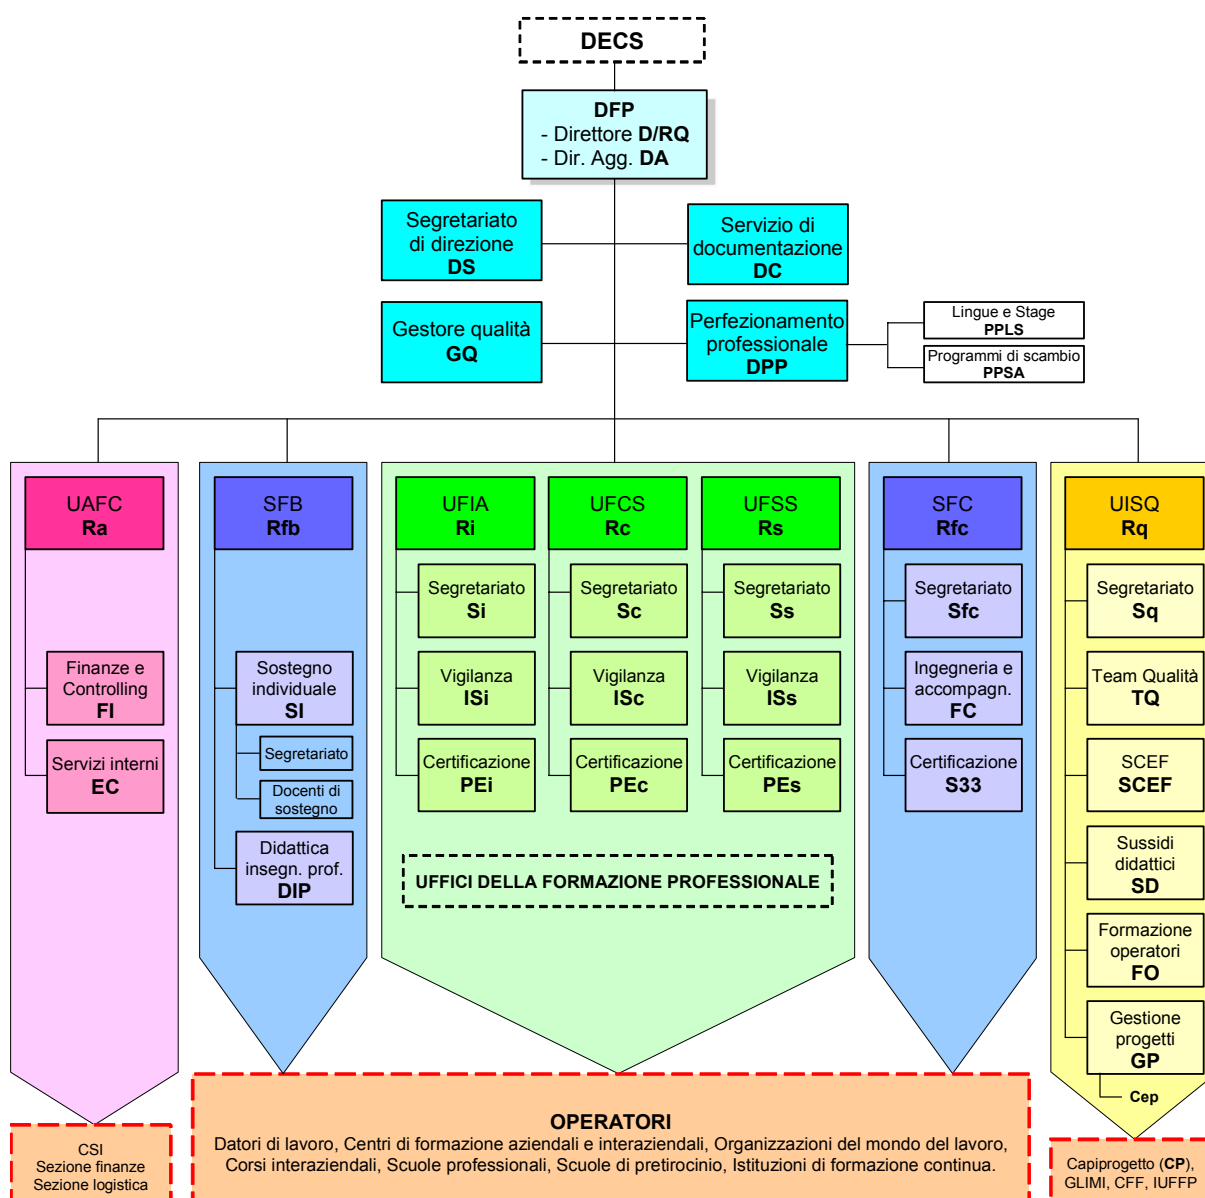 DECS
DFP
- Direttore D/RQ
- Dir. Agg. DA
Segretariato
di direzione
DS
Servizio di
documentazione
DC
Gestore qualità
GQ
Perfezionamento
professionale
DPP
Lingue e Stage
PPLS
Programmi di scambio
PPSA
UAFC
Ra
Finanze e
Controlling
FI
Servizi interni
EC
SFB
Rfb
Sostegno
individuale
SI
Segretariato
Docenti di
sostegno
Didattica
insegn. prof.
DIP
UFIA
Ri
Segretariato
Si
Vigilanza
ISi
Certificazione
PEi
UFCS
Rc
Segretariato
Sc
Vigilanza
ISc
Certificazione
PEc
UFSS
Rs
Segretariato
Ss
Vigilanza
ISs
Certificazione
PEs
UFFICI DELLA FORMAZIONE PROFESSIONALE
SFC
Rfc
Segretariato
Sfc
Ingegneria e
accompagn.
FC
Certificazione
S33
UISQ
Rq
Segretariato
Sq
Team Qualità
TQ
SCEF
SCEF
Sussidi
didattici
SD
Formazione
operatori
FO
Gestione
progetti
GP
Cep
CSI
Sezione finanze
Sezione logistica
OPERATORI
Datori di lavoro, Centri di formazione aziendali e interaziendali, Organizzazioni del mondo del lavoro,
Corsi interaziendali, Scuole professionali, Scuole di pretirocinio, Istituzioni di formazione continua.
Capiprogetto (CP),
GLIMI, CFF, IUFFP